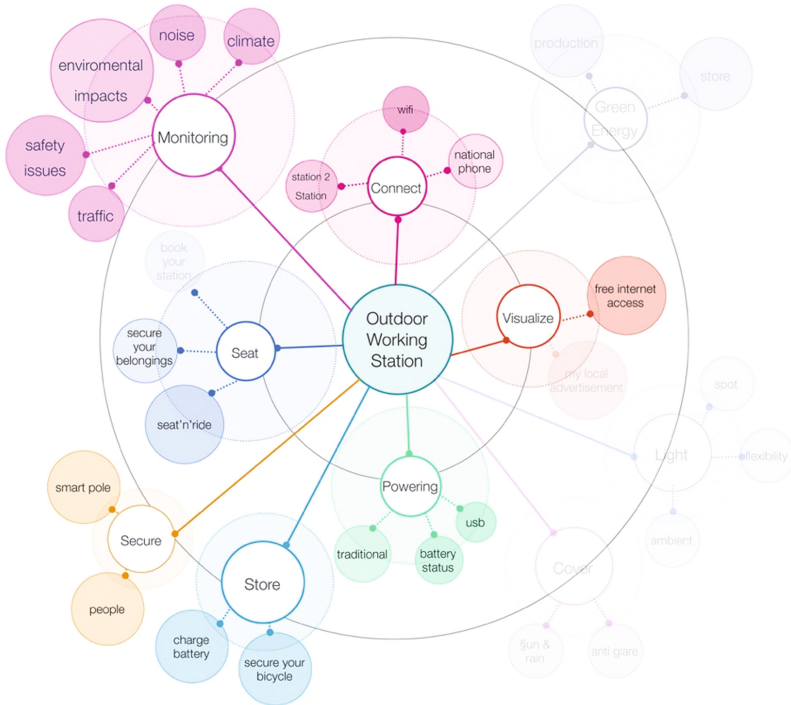 noise
climate
enviromental
impacts
Monitoring
safety
issues
traffic
wifi
national
phone
station 2
Station
Connect
production
store
Green
Energy
book
your
station
secure
your
belongings
Seat
seat'n'ride
Outdoor
Working
Station
Visualize
free internet
access
my local
advertisement
spot
Light
flexibility
ambient
smart pole
Secure
people
Store
charge
battery
secure your
bicycle
Powering
usb
traditional
battery
status
Cover
sun &
rain
anti glare